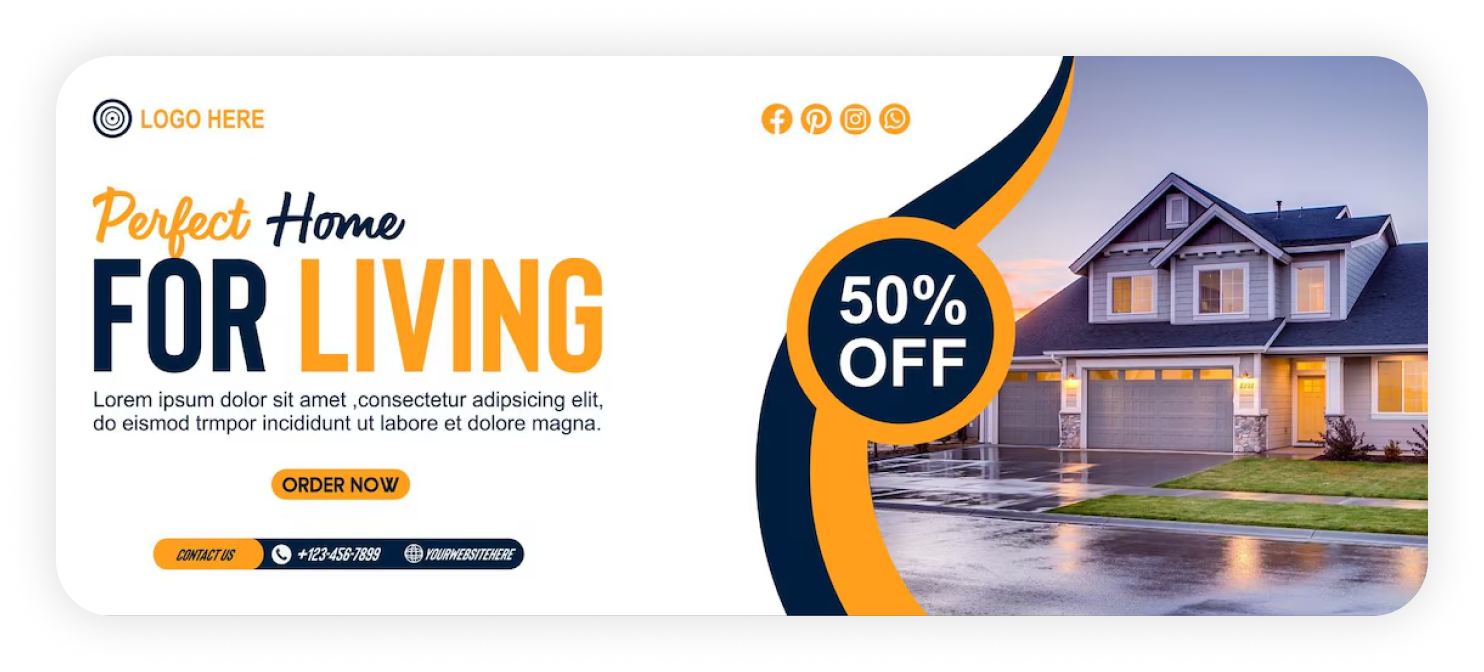 LOGO HERE
Perfect Home
FOR LIVING
Lorem ipsum dolor sit amet ,consectetur adipsicing elit,
do eismod trmpor incididunt ut labore et dolore magna.
ORDER NOW
CONTACT US +123-456-7899 YOURWEBSITEHERE
50%
OFF